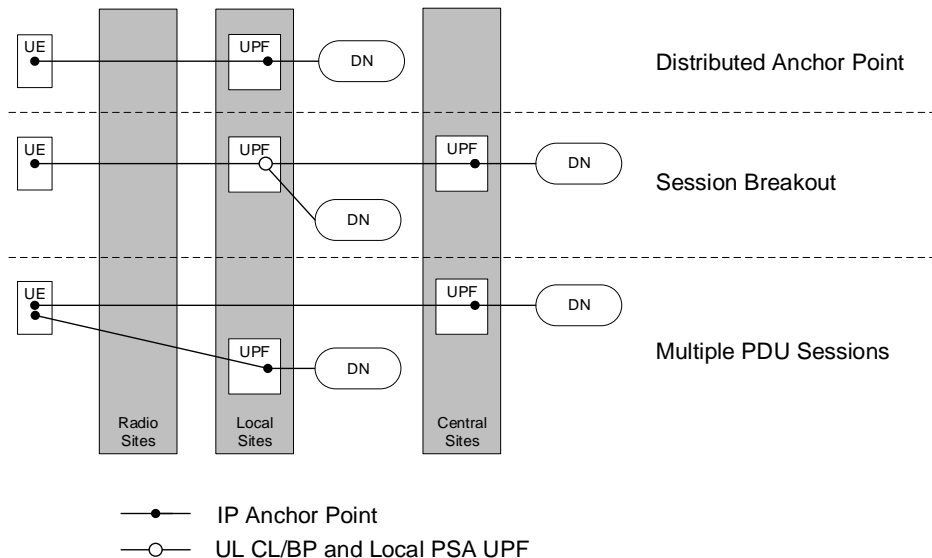 UE
UPF
DN
Distributed Anchor Point
UE
UPF
UPF
DN
DN
Session Breakout
UE
UPF
DN
UPF
DN
Multiple PDU Sessions
Radio
Sites
Local
Sites
Central
Sites
IP Anchor Point
UL CL/BP and Local PSA UPF